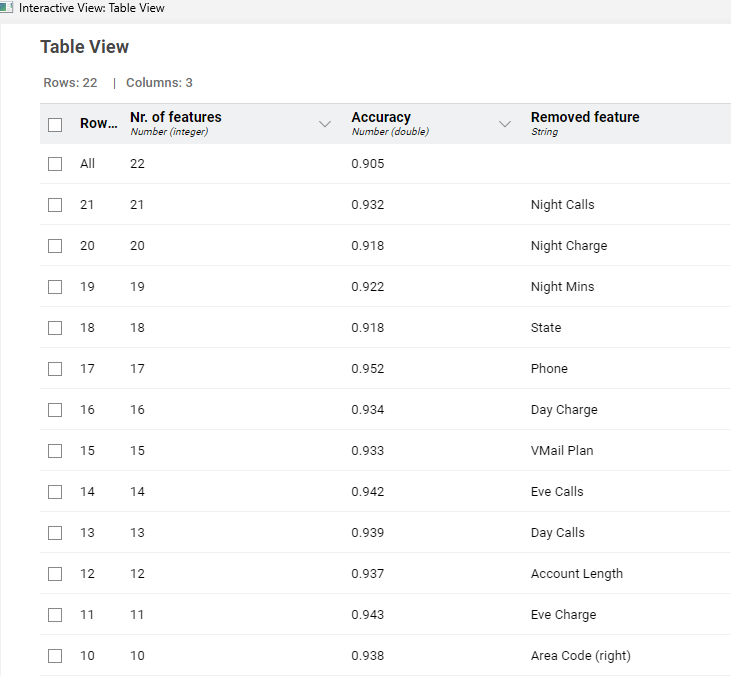 Interactive View: Table View
Table View
Rows: 22 | Columns: 3
Row... Nr. of features Accuracy Removed feature
Number (integer) Number (double) String
All 22 0.905
21 21 0.932 Night Calls
20 20 0.918 Night Charge
19 19 0.922 Night Mins
18 18 0.918 State
17 17 0.952 Phone
16 16 0.934 Day Charge
15 15 0.933 VMail Plan
14 14 0.942 Eve Calls
13 13 0.939 Day Calls
12 12 0.937 Account Length
11 11 0.943 Eve Charge
10 10 0.938 Area Code (right)